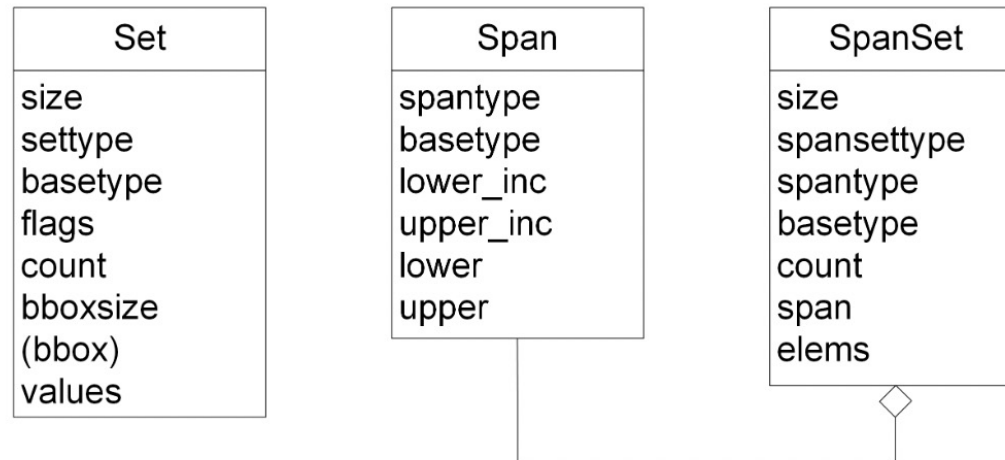 Set
size
settype
basetype
flags
count
bboxsize
(bbox)
values
Span
spantype
basetype
lower_inc
upper_inc
lower
upper
SpanSet
size
spansettype
spantype
basetype
count
span
elems